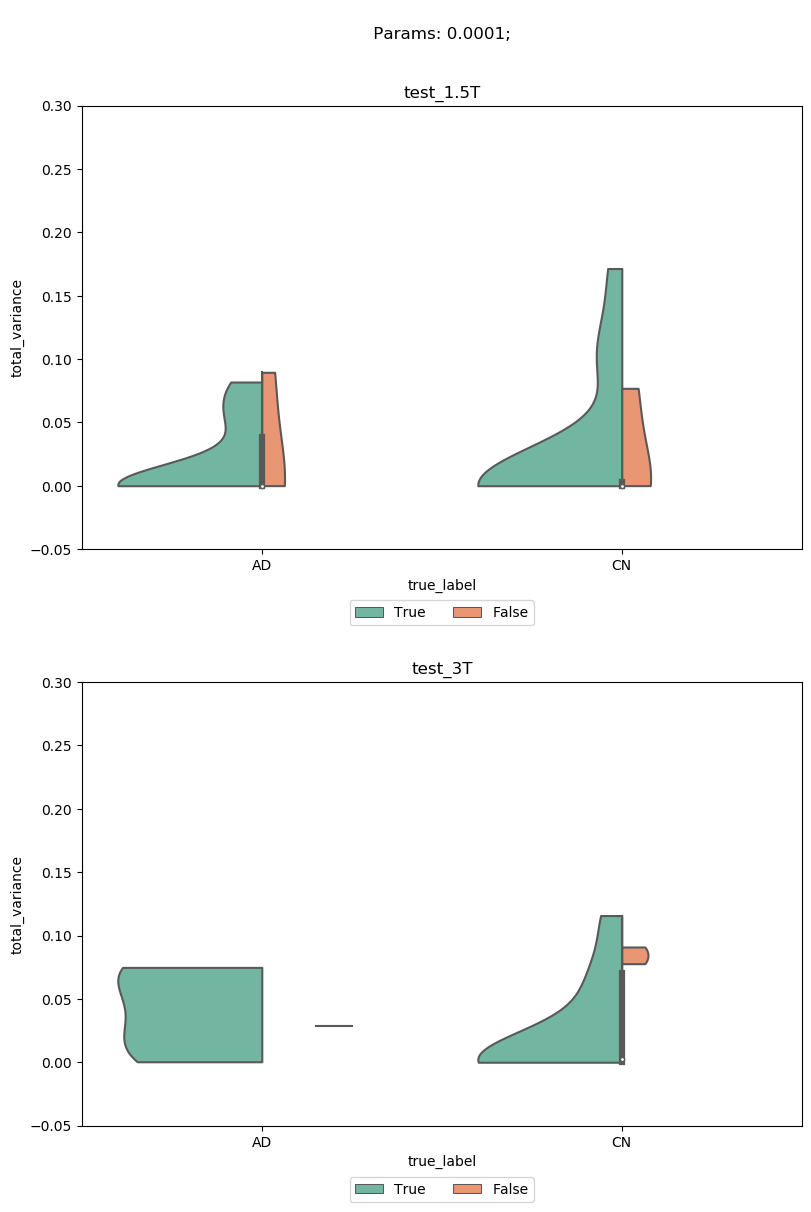 Params: 0.0001;
test_1.5T
0.30
0.25
0.20
0.15
0.10
0.05
0.00
−0.05
total_variance
AD CN
true_label
True False
test_3T
0.30
0.25
0.20
0.15
0.10
0.05
0.00
−0.05
total_variance
AD CN
true_label
True False